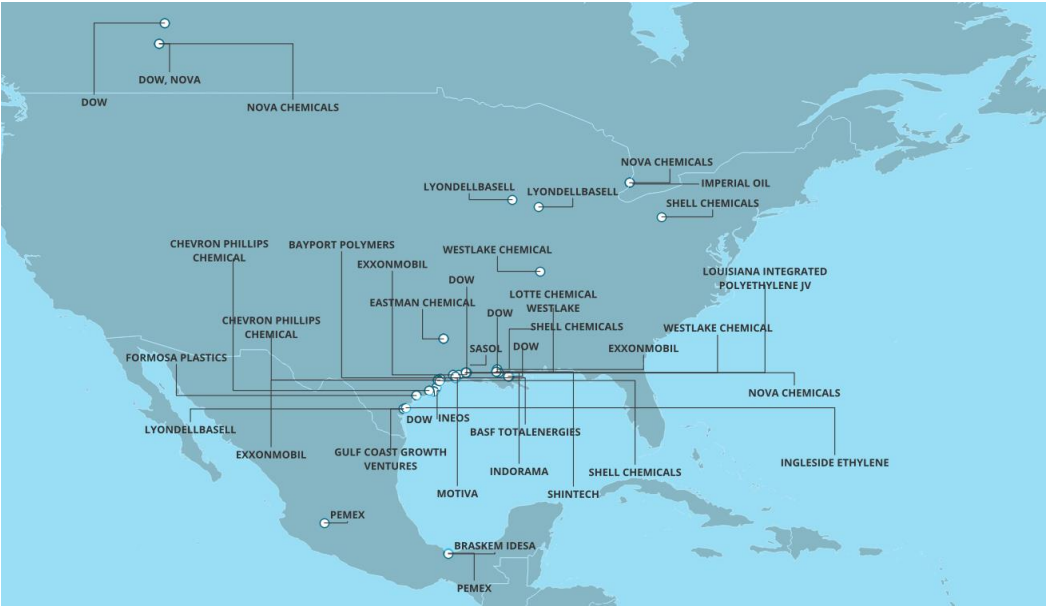 DOW, NOVA
DOW
NOVA CHEMICALS
NOVA CHEMICALS
LYONDELLBASELL
IMPERIAL OIL
LYONDELLBASELL
SHELL CHEMICALS
CHEVRON PHILLIPS
CHEMICAL
BAYPORT POLYMERS
WESTLAKE CHEMICAL
EXXONMOBIL
LOUISIANA INTEGRATED
POLYETHYLENE JV
DOW
LOTTE CHEMICAL
WESTLAKE
EASTMAN CHEMICAL
DOW
CHEVRON PHILLIPS
CHEMICAL
SHELL CHEMICALS
WESTLAKE CHEMICAL
SASOL
DOW
EXXONMOBIL
FORMOSA PLASTICS
NOVA CHEMICALS
DOW
INEOS
LYONDELLBASELL
BASF TOTALENERGIES
EXXONMOBIL
GULF COAST GROWTH
VENTURES
INGLESIDE ETHYLENE
INDORAMA
SHELL CHEMICALS
MOTIVA
SHINTECH
PEMEX
BRASKEM IDESA
PEMEX